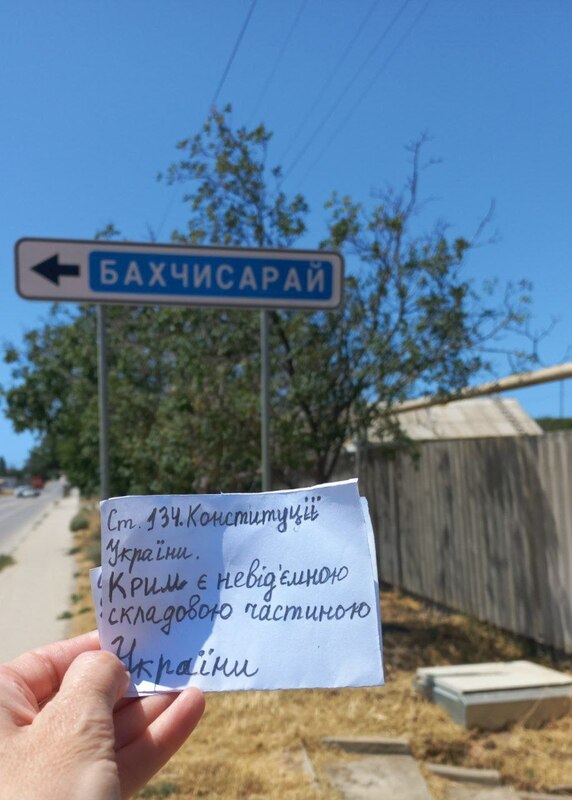 БАХЧИСАРАЙ
Ст. 134. Конституції
України.
Крим є невід'ємною
складовою частиною
України